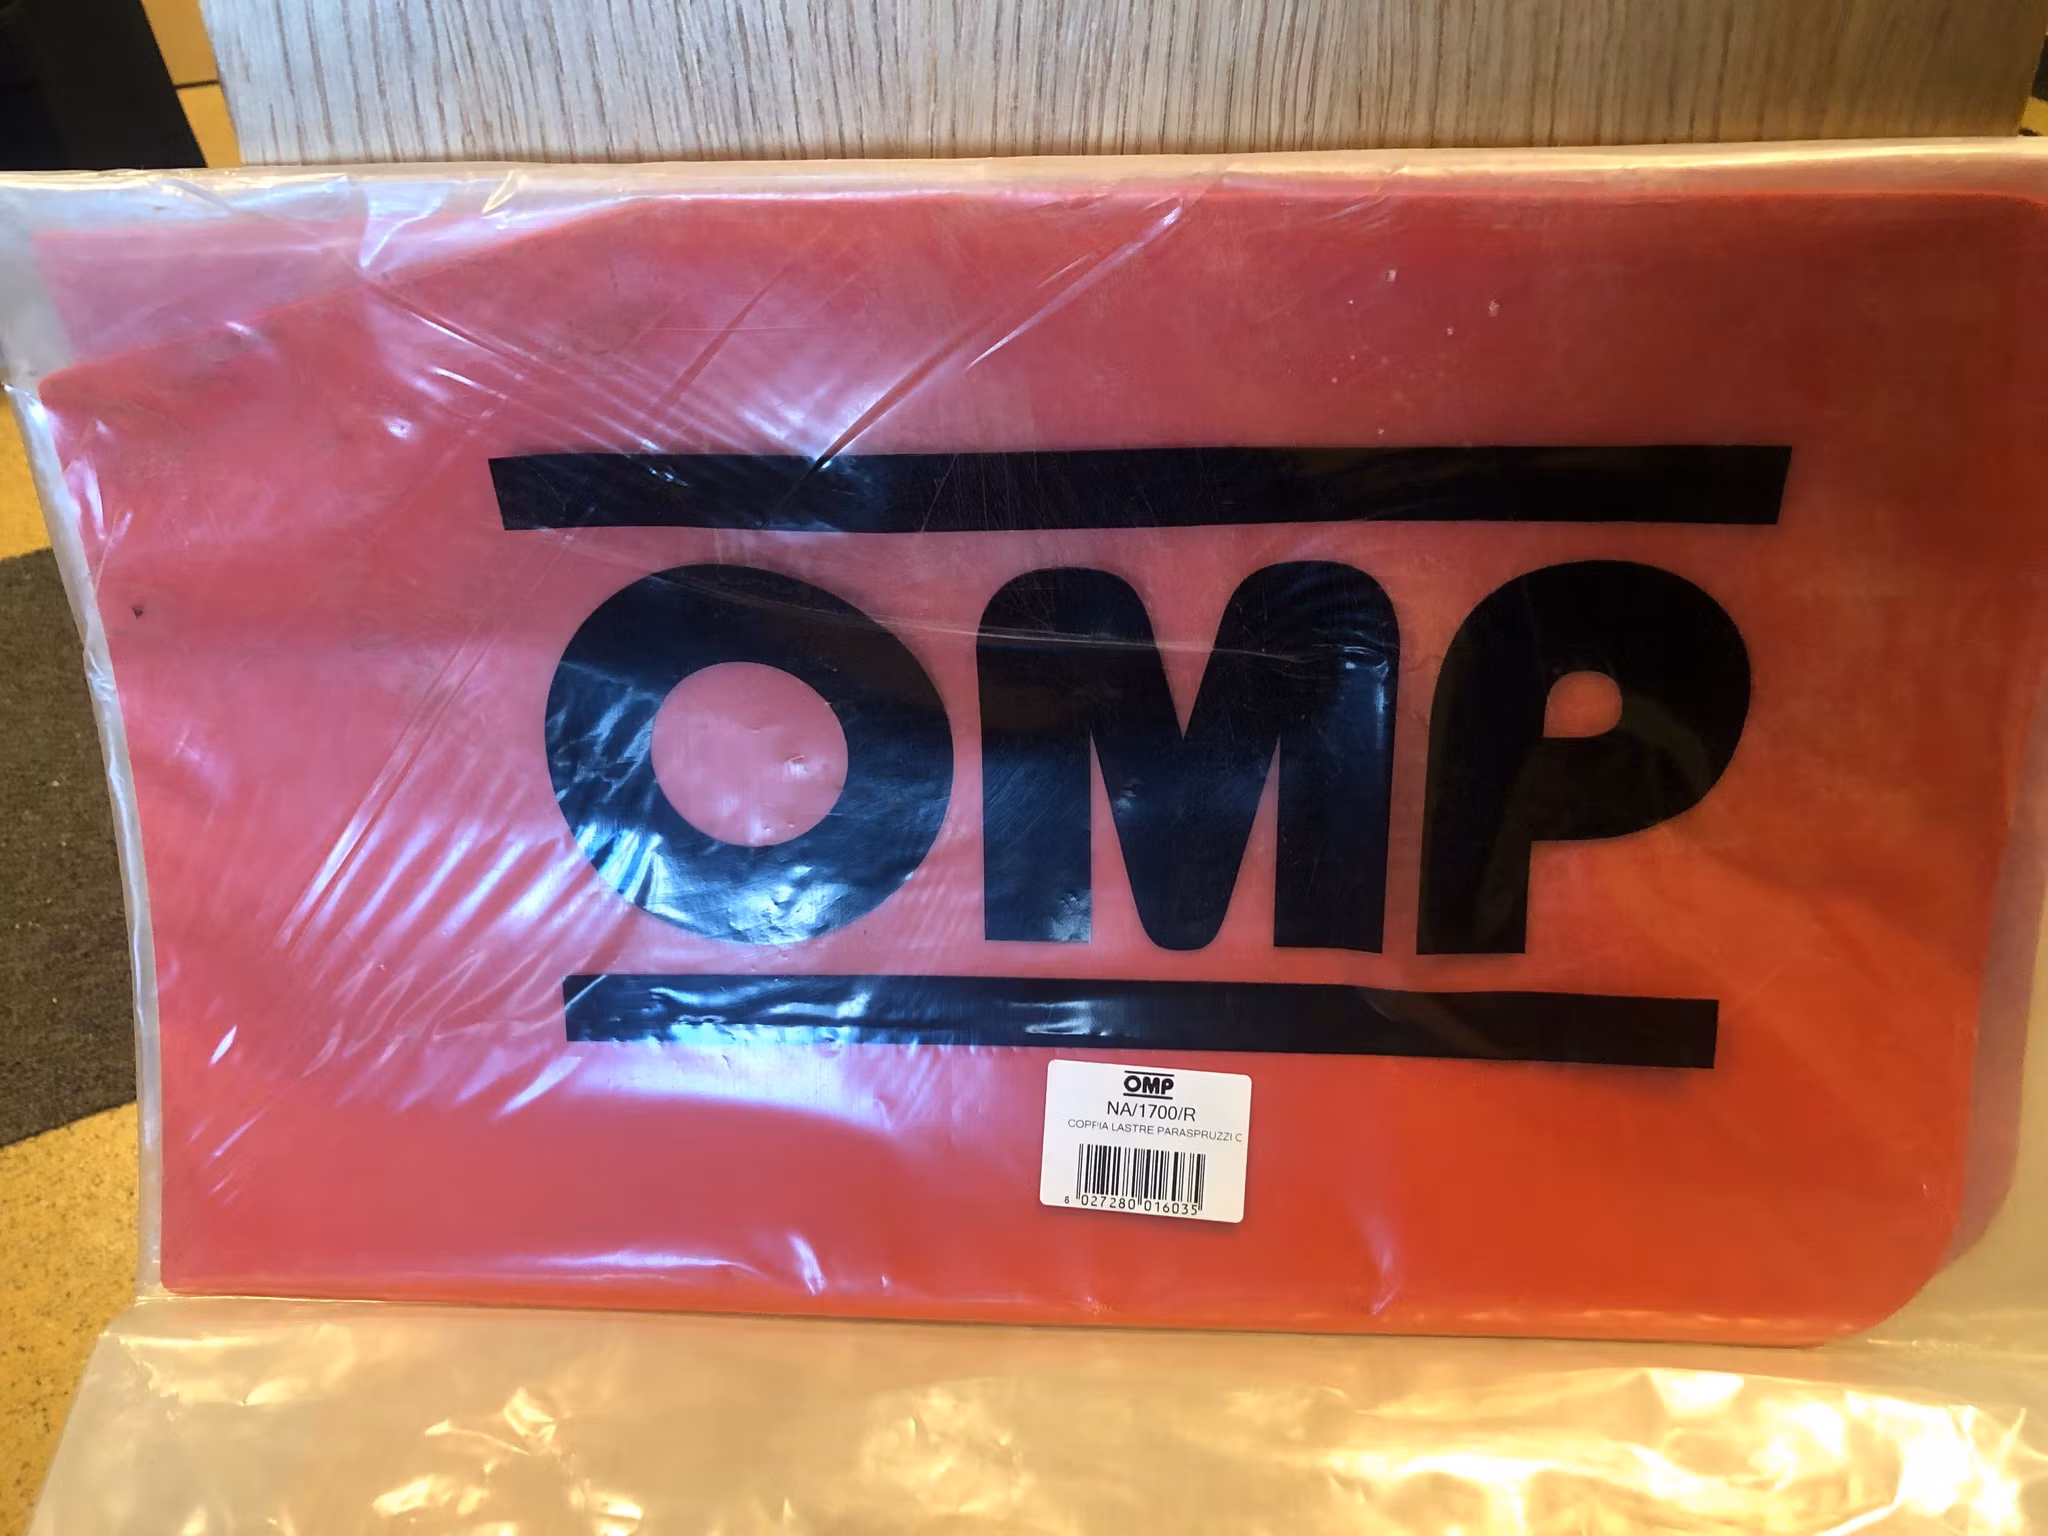 OMP
OMP
NA/1700/R
COPPIA LASTRE PARASPRUZZI C
8 027280 016035